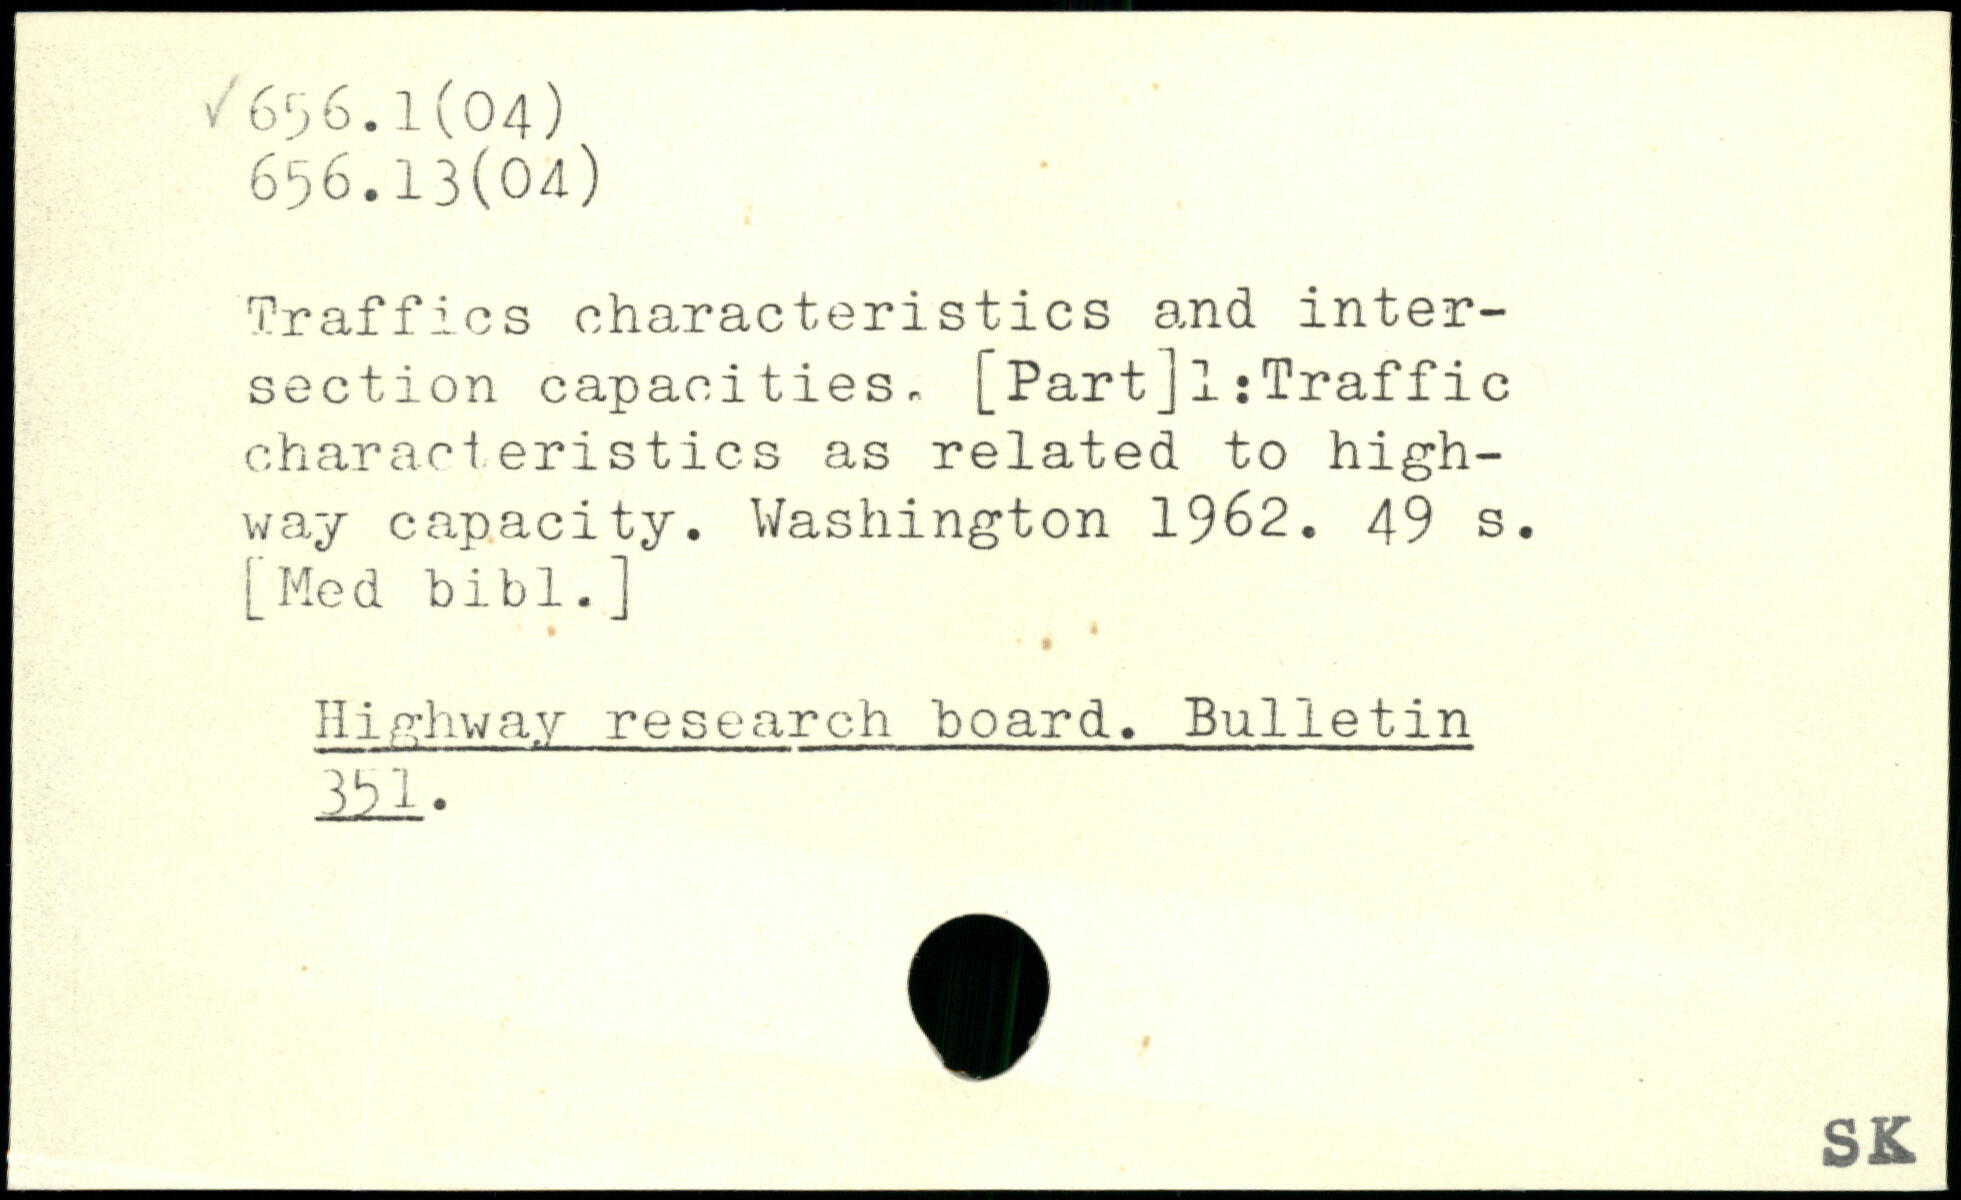 ✓656.1(04)
656.13(04)
Traffics characteristics and inter-
section capacities. [Part]1:Traffic
characteristics as related to high-
way capacity. Washington 1962. 49 s.
[Med bibl.]
Highway research board. Bulletin
351.
SK